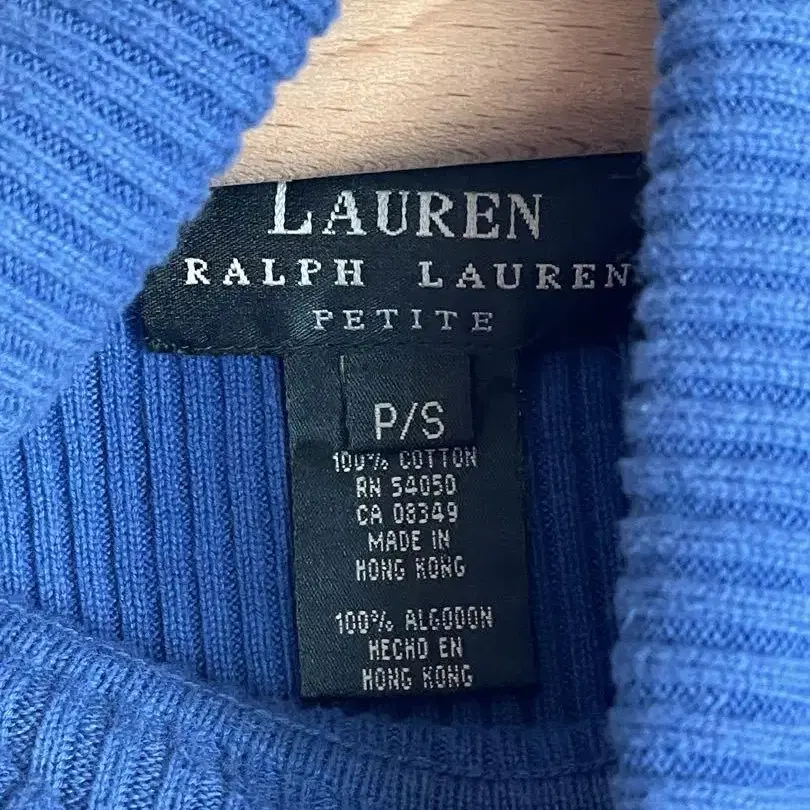 LAUREN
RALPH LAUREN
PETITE
P/S
100% COTTON
RN 54050
CA 08349
MADE IN
HONG KONG
100% ALGODON
HECHO EN
HONG KONG